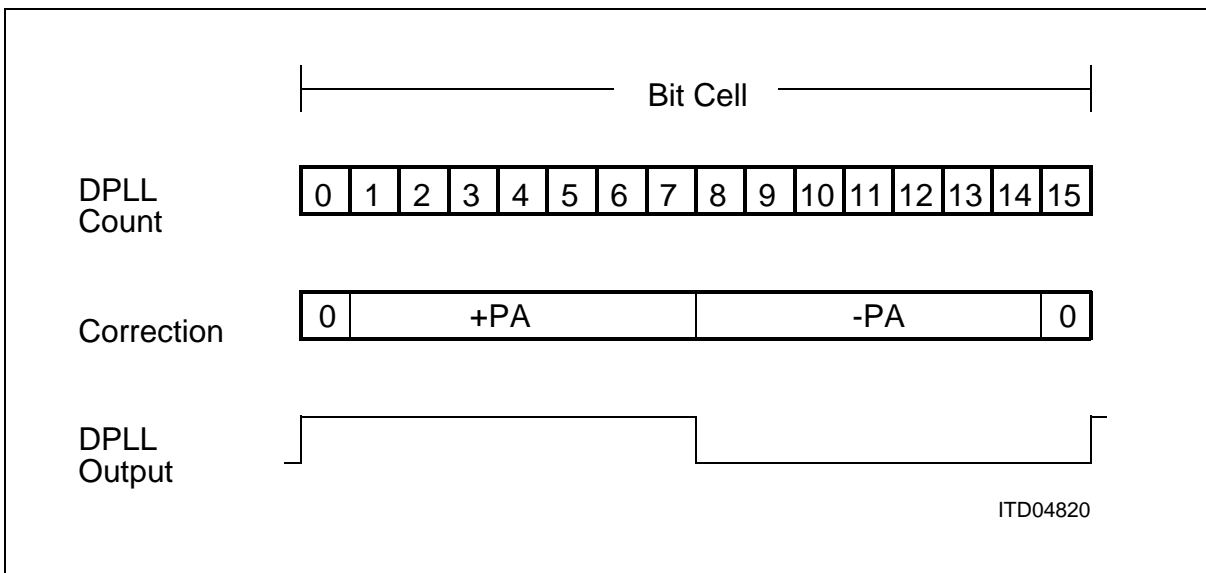 Bit Cell
DPLL
Count
0 1 2 3 4 5 6 7 8 9 10 11 12 13 14 15
Correction
0 +PA -PA 0
DPLL
Output
ITD04820